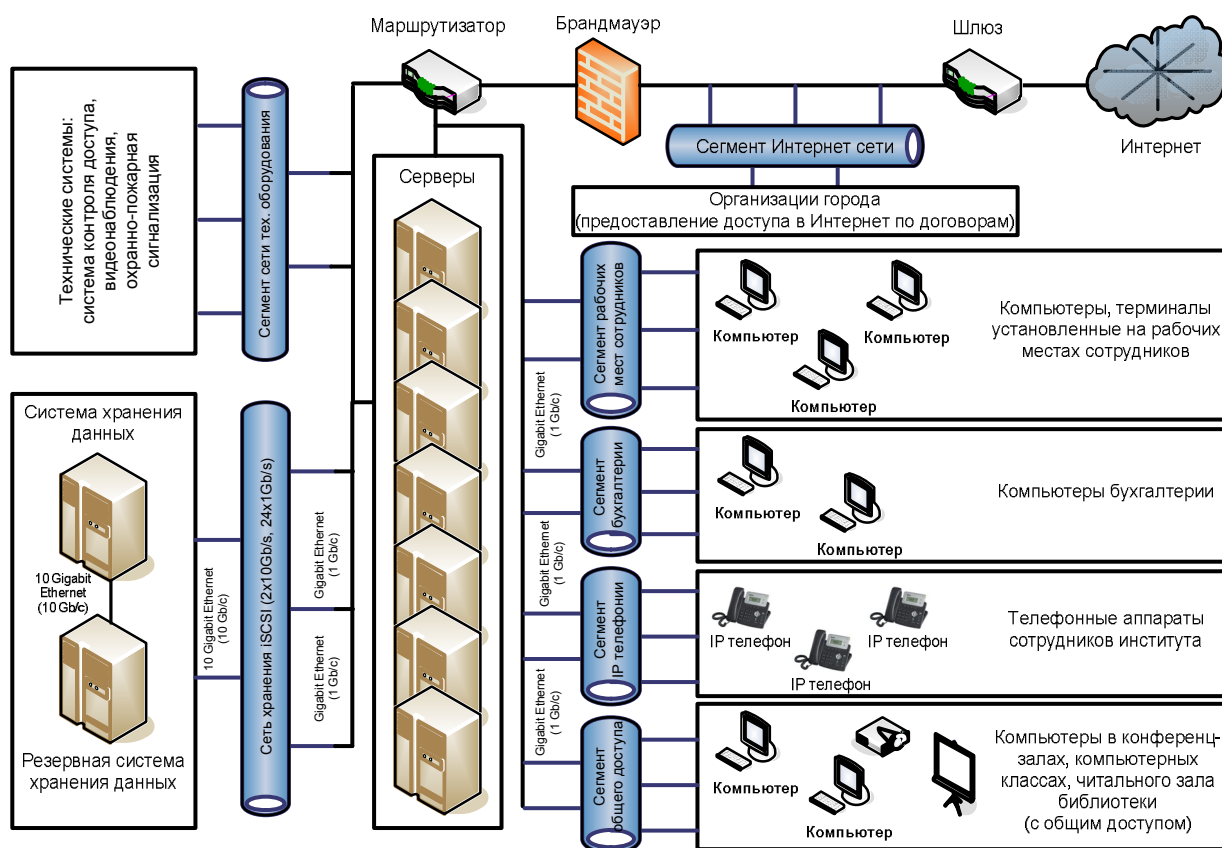 Маршрутизатор
Брандмауэр
Шлюз
Интернет
Сегмент Интернет сети
Организации города
(предоставление доступа в Интернет по договорам)
Технические системы:
система контроля доступа,
видеонаблюдения,
охранно-пожарная
сигнализация
Сегмент сети тех. оборудования
Серверы
Система хранения
данных
10 Gigabit
Ethernet
(10 Gb/c)
Резервная система
хранения данных
10 Gigabit Ethernet
(10 Gb/c)
Сеть хранения iSCSI (2x10Gb/s, 24x1Gb/s)
Gigabit Ethernet
(1 Gb/c)
Gigabit Ethernet
(1 Gb/c)
Gigabit Ethernet
(1 Gb/c)
Gigabit Ethernet
(1 Gb/c)
Gigabit Ethernet
(1 Gb/c)
Сегмент рабочих
мест сотрудников
Компьютер
Компьютер
Компьютер
Компьютеры, терминалы
установленные на рабочих
местах сотрудников
Сегмент
бухгалтерии
Компьютер
Компьютер
Компьютеры бухгалтерии
Сегмент
IP телефонии
IP телефон
IP телефон
IP телефон
Телефонные аппараты
сотрудников института
Сегмент
общего доступа
Компьютер
Компьютер
Компьютеры в конференц-
залах, компьютерных
классах, читального зала
библиотеки
(с общим доступом)